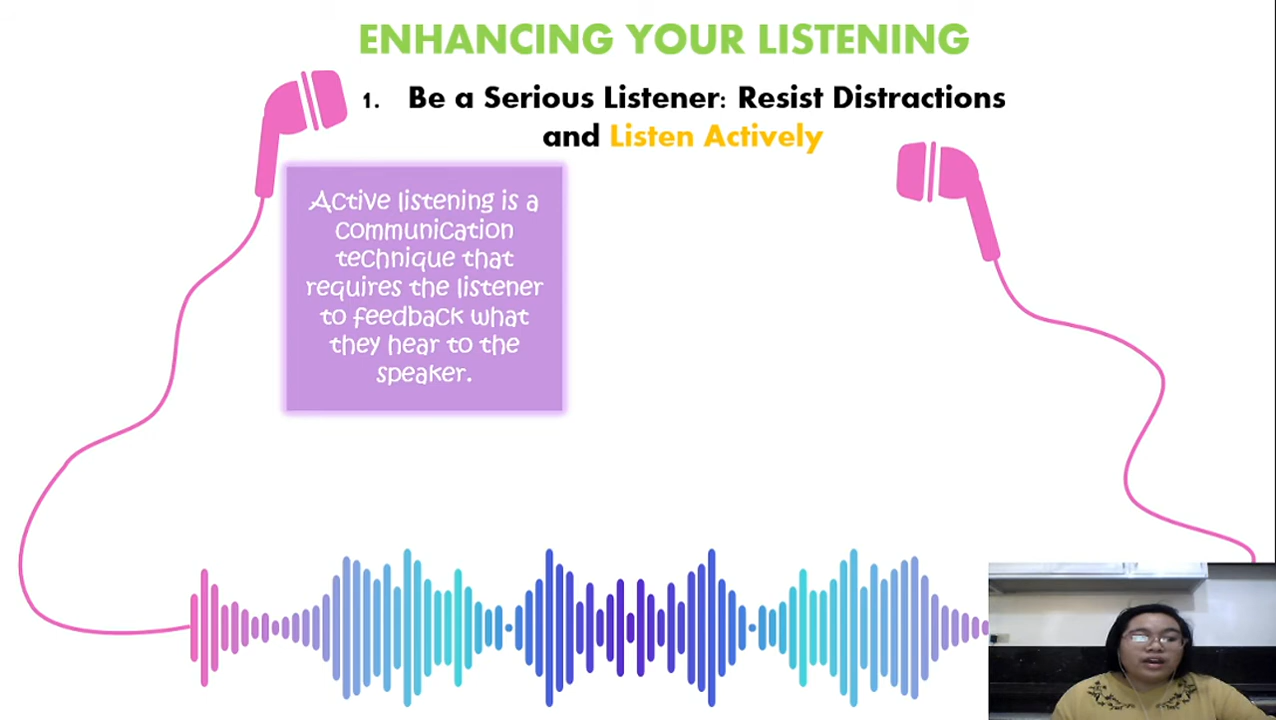 ENHANCING YOUR LISTENING
1. Be a Serious Listener: Resist Distractions
and Listen Actively
Active listening is a
communication
technique that
requires the listener
to feedback what
they hear to the
speaker.